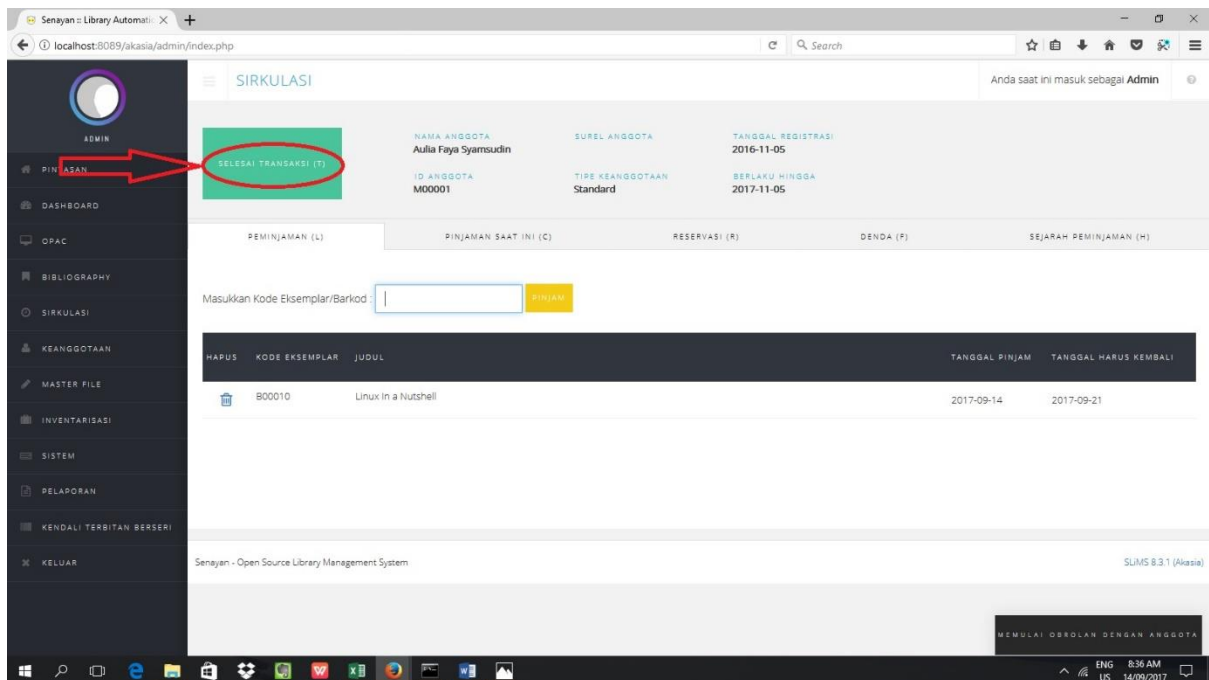 Senayan :: Library Automatic
localhost:8089/akasia/admin/index.php
Search
ADMIN
PINTASAN
DASHBOARD
OPAC
BIBLIOGRAPHY
SIRKULASI
KEANGGOTAAN
MASTER FILE
INVENTARISASI
SISTEM
PELAPORAN
KENDALI TERBITAN BERSERI
KELUAR
SIRKULASI
Anda saat ini masuk sebagai Admin
SELESAI TRANSAKSI (T)
NAMA ANGGOTA SUREL ANGGOTA TANGGAL REGISTRASI
Aulia Faya Syamsudin 2016-11-05
ID ANGGOTA TIPE KEANGGOTAAN BERLAKU HINGGA
M00001 Standard 2017-11-05
PEMINJAMAN (L) PINJAMAN SAAT INI (C) RESERVASI (R) DENDA (F) SEJARAH PEMINJAMAN (H)
Masukkan Kode Eksemplar/Barkod : PINJAM
HAPUS KODE EKSEMPLAR JUDUL TANGGAL PINJAM TANGGAL HARUS KEMBALI
B00010 Linux In a Nutshell 2017-09-14 2017-09-21
Senayan - Open Source Library Management System SLiMS 8.3.1 (Akasia)
MEMULAI OBROLAN DENGAN ANGGOTA
ENG 8:36 AM
US 14/09/2017